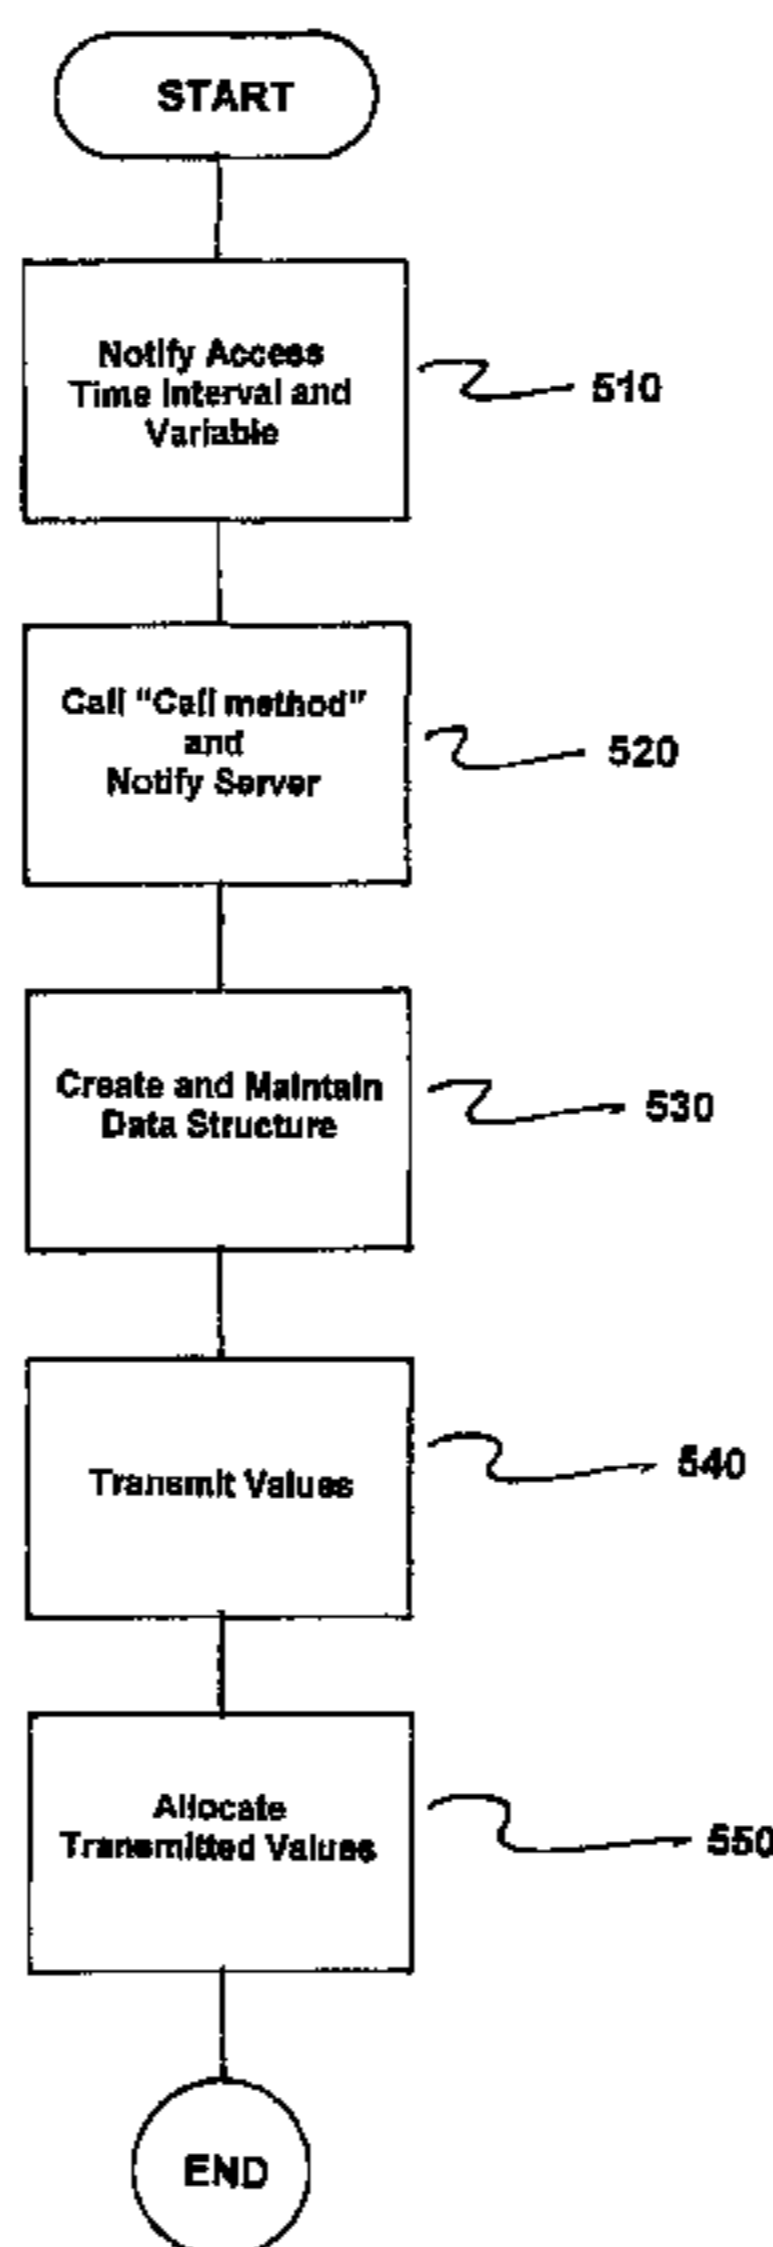 START
Notify Access
Time Interval and
Variable
510
Call "Call method"
and
Notify Server
520
Create and Maintain
Data Structure
530
Transmit Values
540
Allocate
Transmitted Values
550
END